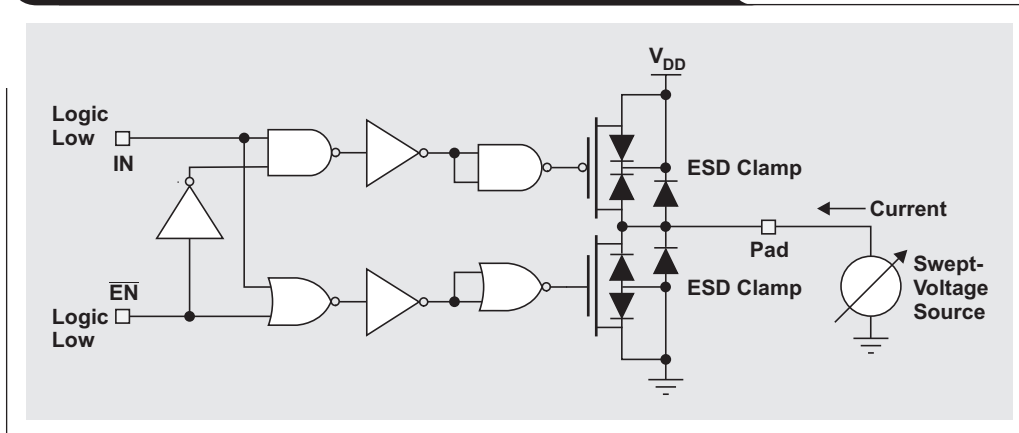 V_DD
Logic
Low
IN
ESD Clamp
Current
Pad
EN
Logic
Low
ESD Clamp
Swept-
Voltage
Source